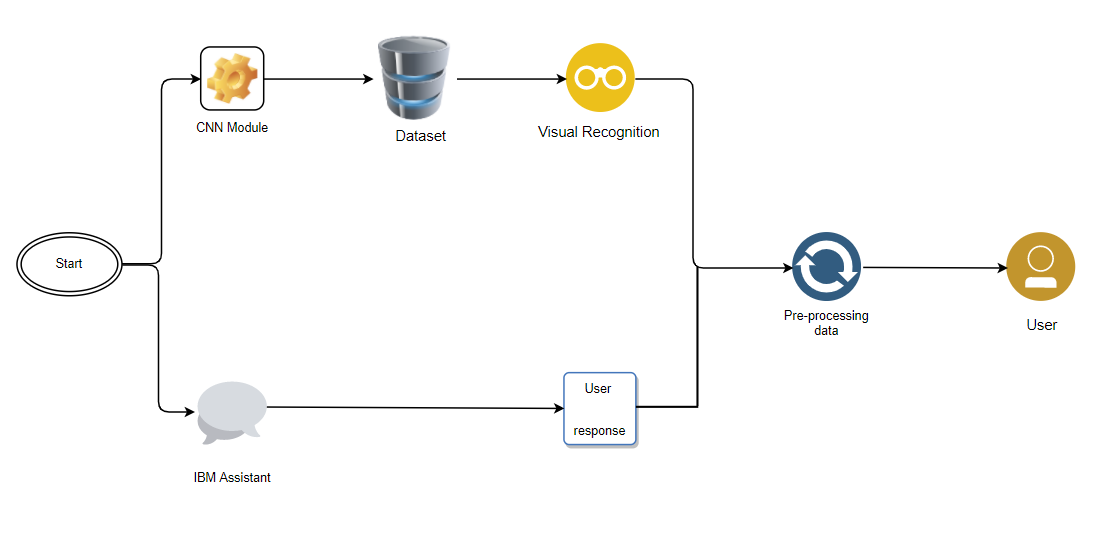 CNN Module
Dataset
Visual Recognition
Start
Pre-processing
data
User
User
response
IBM Assistant